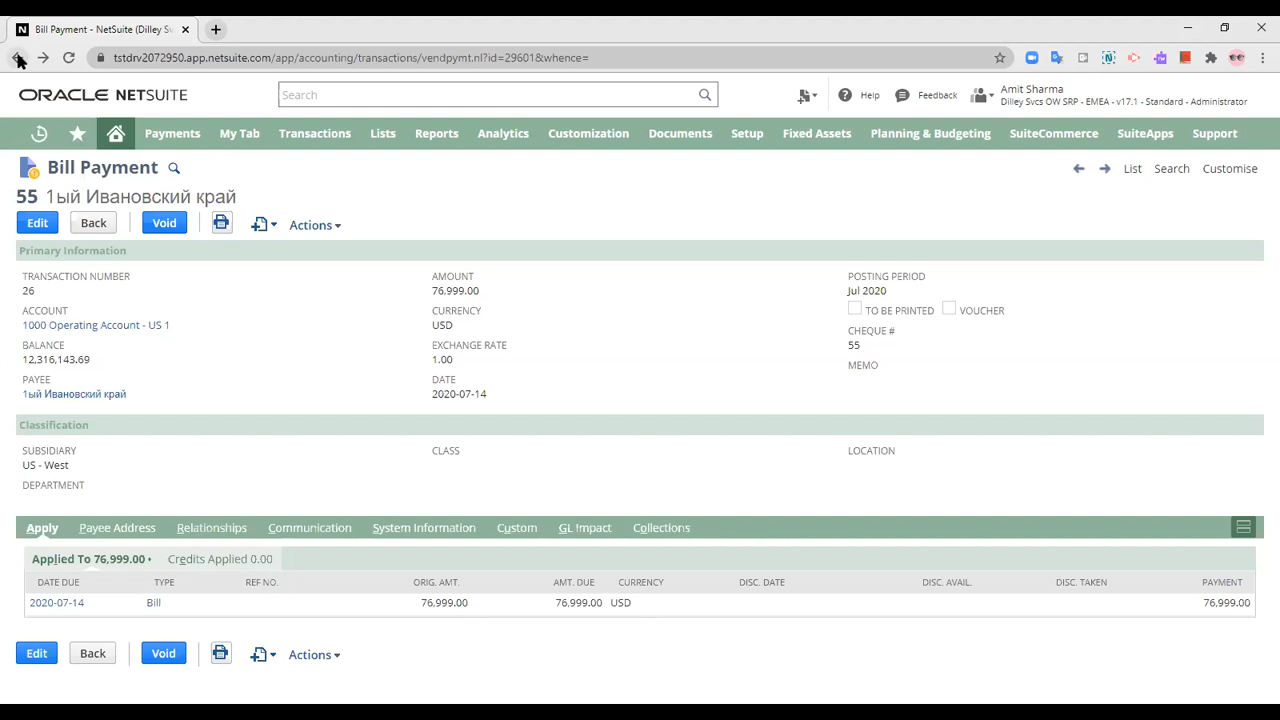 Bill Payment - NetSuite (Dilley Sv
tstdrv2072950.app.netsuite.com/app/accounting/transactions/vendpymt.nl?id=29601&whence=
ORACLE NETSUITE
Search
Help
Feedback
Amit Sharma
Dilley Svcs OW SRP - EMEA - v17.1 - Standard - Administrator
Payments My Tab Transactions Lists Reports Analytics Customization Documents Setup Fixed Assets Planning & Budgeting SuiteCommerce SuiteApps Support
Bill Payment
List Search Customise
55 1ый Ивановский край
Edit Back Void Actions
Primary Information
TRANSACTION NUMBER
26
ACCOUNT
1000 Operating Account - US 1
BALANCE
12,316,143.69
PAYEE
1ый Ивановский край
AMOUNT
76,999.00
CURRENCY
USD
EXCHANGE RATE
1.00
DATE
2020-07-14
POSTING PERIOD
Jul 2020
TO BE PRINTED VOUCHER
CHEQUE #
55
MEMO
Classification
SUBSIDIARY
US - West
DEPARTMENT
CLASS
LOCATION
Apply Payee Address Relationships Communication System Information Custom GL Impact Collections
Applied To 76,999.00 • Credits Applied 0.00
DATE DUE TYPE REF NO. ORIG. AMT. AMT. DUE CURRENCY DISC. DATE DISC. AVAIL. DISC. TAKEN PAYMENT
2020-07-14 Bill 76,999.00 76,999.00 USD 76,999.00
Edit Back Void Actions